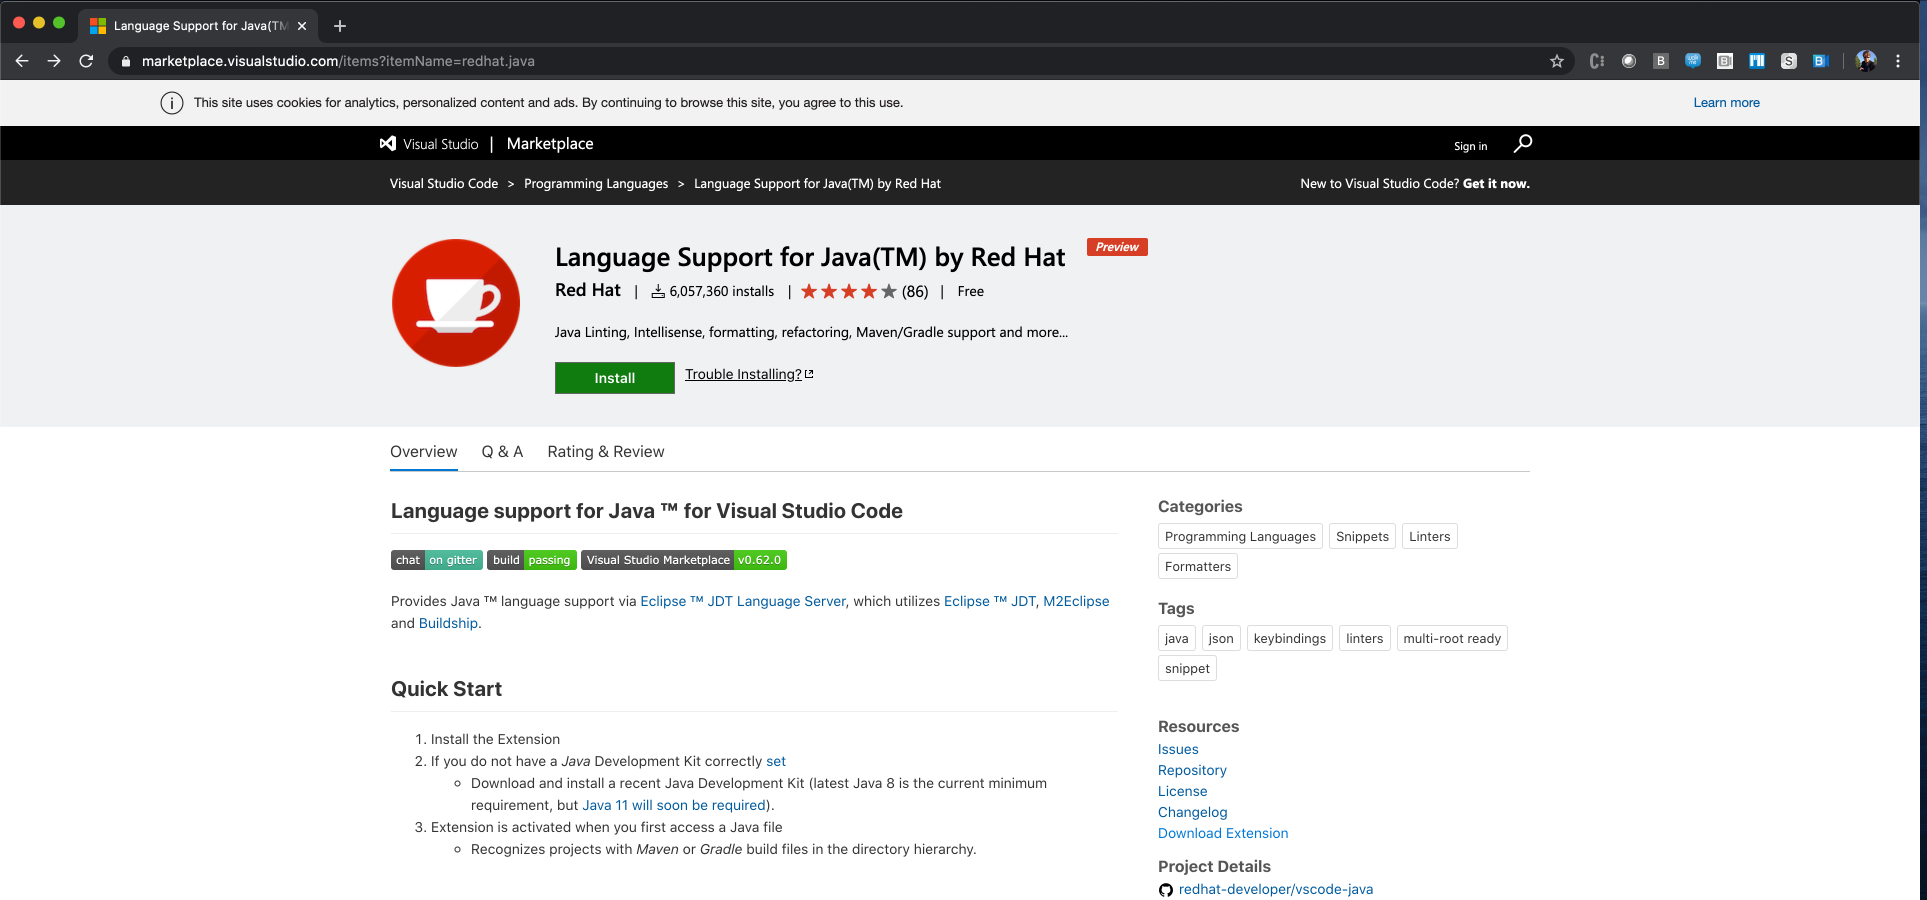 Language Support for Java(TM
marketplace.visualstudio.com/items?itemName=redhat.java
This site uses cookies for analytics, personalized content and ads. By continuing to browse this site, you agree to this use.
Learn more
Visual Studio | Marketplace
Sign in
Visual Studio Code > Programming Languages > Language Support for Java(TM) by Red Hat
New to Visual Studio Code? Get it now.
Language Support for Java(TM) by Red Hat
Preview
Red Hat | 6,057,360 installs | (86) | Free
Java Linting, Intellisense, formatting, refactoring, Maven/Gradle support and more...
Install
Trouble Installing?
Overview
Q & A
Rating & Review
Language support for Java ™ for Visual Studio Code
chat on gitter build passing Visual Studio Marketplace v0.62.0
Provides Java ™ language support via Eclipse ™ JDT Language Server, which utilizes Eclipse ™ JDT, M2Eclipse
and Buildship.
Quick Start
1. Install the Extension
2. If you do not have a Java Development Kit correctly set
Download and install a recent Java Development Kit (latest Java 8 is the current minimum
requirement, but Java 11 will soon be required).
3. Extension is activated when you first access a Java file
Recognizes projects with Maven or Gradle build files in the directory hierarchy.
Categories
Programming Languages Snippets Linters
Formatters
Tags
java json keybindings linters multi-root ready
snippet
Resources
Issues
Repository
License
Changelog
Download Extension
Project Details
redhat-developer/vscode-java